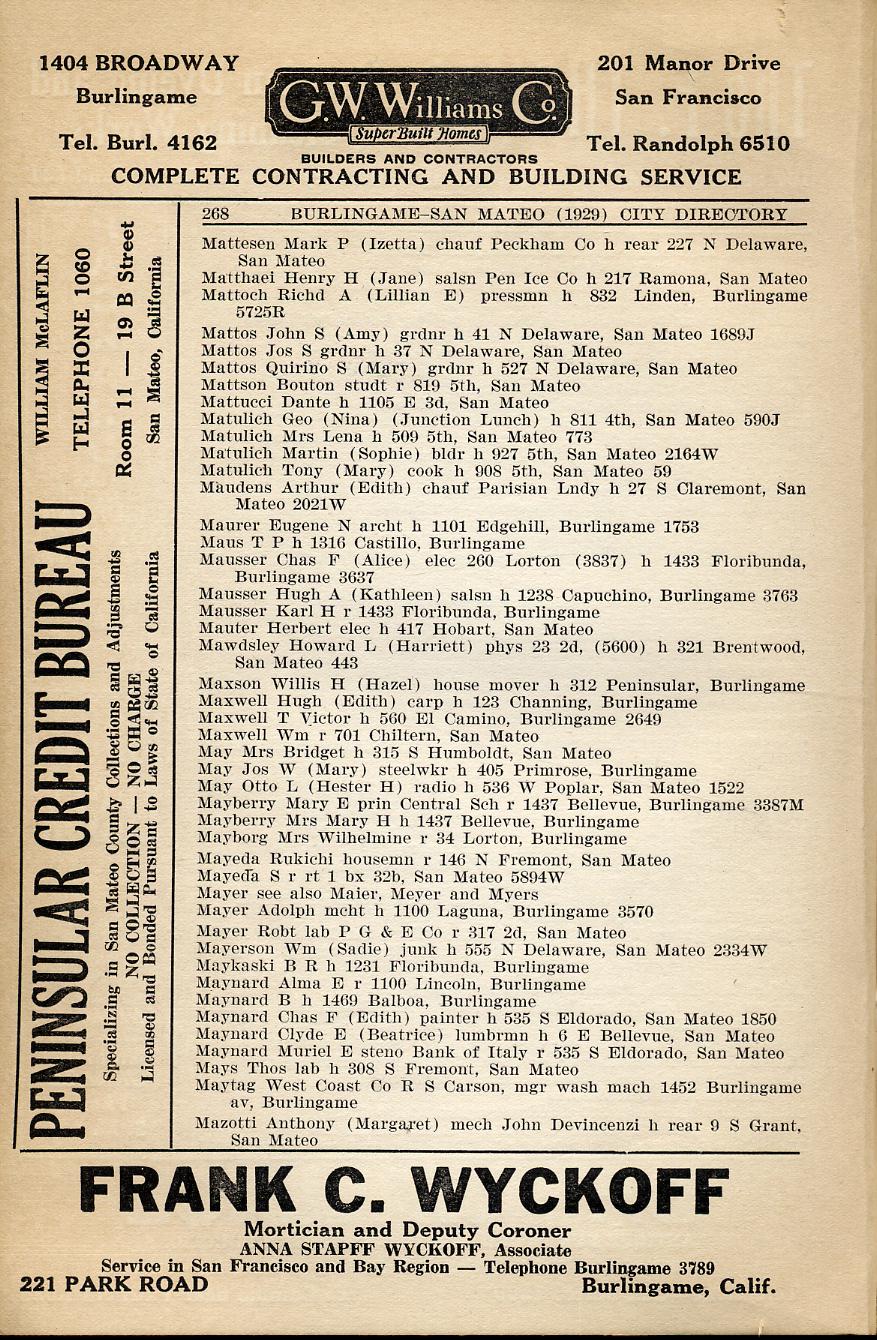 1404 BROADWAY
Burlingame
Tel. Burl. 4162
G.W. Williams Co.
Super Built Homes
BUILDERS AND CONTRACTORS
201 Manor Drive
San Francisco
Tel. Randolph 6510
COMPLETE CONTRACTING AND BUILDING SERVICE
PENINSULAR CREDIT BUREAU
WILLIAM McLAFLIN
TELEPHONE 1060
Room 11 — 19 B Street
San Mateo, California
Specializing in San Mateo County Collections and Adjustments
NO COLLECTION — NO CHARGE
Licensed and Bonded Pursuant to Laws of State of California
268 BURLINGAME–SAN MATEO (1929) CITY DIRECTORY
Mattesen Mark P (Izetta) chauf Peckham Co h rear 227 N Delaware,
San Mateo
Matthaei Henry H (Jane) salsn Pen Ice Co h 217 Ramona, San Mateo
Mattoch Richd A (Lillian E) pressmn h 832 Linden, Burlingame
5725R
Mattos John S (Amy) grdnr h 41 N Delaware, San Mateo 1689J
Mattos Jos S grdnr h 37 N Delaware, San Mateo
Mattos Quirino S (Mary) grdnr h 527 N Delaware, San Mateo
Mattson Bouton studt r 819 5th, San Mateo
Mattucci Dante h 1105 E 3d, San Mateo
Matulich Geo (Nina) (Junction Lunch) h 811 4th, San Mateo 590J
Matulich Mrs Lena h 509 5th, San Mateo 773
Matulich Martin (Sophie) bldr h 927 5th, San Mateo 2164W
Matulich Tony (Mary) cook h 908 5th, San Mateo 59
Maudens Arthur (Edith) chauf Parisian Lndy h 27 S Claremont, San
Mateo 2021W
Maurer Eugene N archt h 1101 Edgehill, Burlingame 1753
Maus T P h 1316 Castillo, Burlingame
Mausser Chas F (Alice) elec 260 Lorton (3837) h 1433 Floribunda,
Burlingame 3637
Mausser Hugh A (Kathleen) salsn h 1238 Capuchino, Burlingame 3763
Mausser Karl H r 1433 Floribunda, Burlingame
Mauter Herbert elec h 417 Hobart, San Mateo
Mawdsley Howard L (Harriett) phys 23 2d, (5600) h 321 Brentwood,
San Mateo 443
Maxson Willis H (Hazel) house mover h 312 Peninsular, Burlingame
Maxwell Hugh (Edith) carp h 123 Channing, Burlingame
Maxwell T Victor h 560 El Camino, Burlingame 2649
Maxwell Wm r 701 Chiltern, San Mateo
May Mrs Bridget h 315 S Humboldt, San Mateo
May Jos W (Mary) steelwkr h 405 Primrose, Burlingame
May Otto L (Hester H) radio h 536 W Poplar, San Mateo 1522
Mayberry Mary E prin Central Sch r 1437 Bellevue, Burlingame 3387M
Mayberry Mrs Mary H h 1437 Bellevue, Burlingame
Mayborg Mrs Wilhelmine r 34 Lorton, Burlingame
Mayeda Rukichi housemn r 146 N Fremont, San Mateo
Mayeda S r rt 1 bx 32b, San Mateo 5894W
Mayer see also Maier, Meyer and Myers
Mayer Adolph mcht h 1100 Laguna, Burlingame 3570
Mayer Robt lab P G & E Co r 317 2d, San Mateo
Mayerson Wm (Sadie) junk h 555 N Delaware, San Mateo 2334W
Maykaski B R h 1231 Floribunda, Burlingame
Maynard Alma E r 1100 Lincoln, Burlingame
Maynard B h 1469 Balboa, Burlingame
Maynard Chas F (Edith) painter h 535 S Eldorado, San Mateo 1850
Maynard Clyde E (Beatrice) lumbrmn h 6 E Bellevue, San Mateo
Maynard Muriel E steno Bank of Italy r 535 S Eldorado, San Mateo
Mays Thos lab h 308 S Fremont, San Mateo
Maytag West Coast Co R S Carson, mgr wash mach 1452 Burlingame
av, Burlingame
Mazotti Anthony (Margaret) mech John Devincenzi h rear 9 S Grant,
San Mateo
FRANK C. WYCKOFF
Mortician and Deputy Coroner
ANNA STAPFF WYCKOFF, Associate
Service in San Francisco and Bay Region — Telephone Burlingame 3789
221 PARK ROAD Burlingame, Calif.